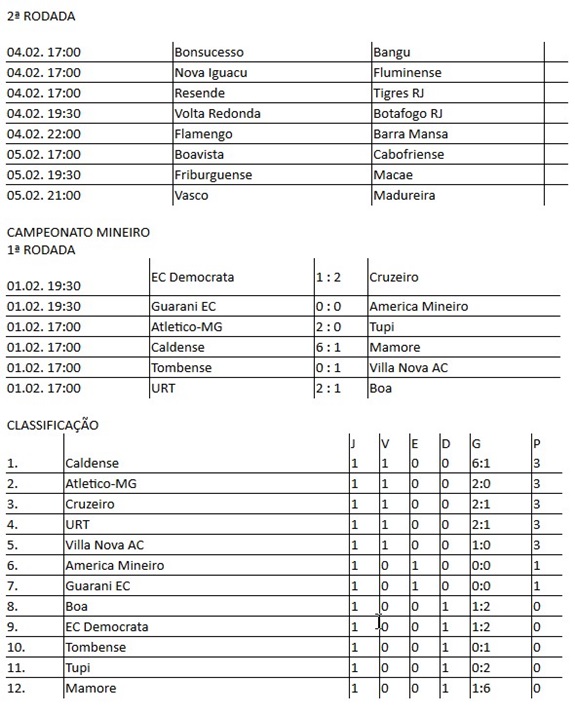 2ª RODADA
04.02. 17:00 Bonsucesso Bangu
04.02. 17:00 Nova Iguacu Fluminense
04.02. 17:00 Resende Tigres RJ
04.02. 19:30 Volta Redonda Botafogo RJ
04.02. 22:00 Flamengo Barra Mansa
05.02. 17:00 Boavista Cabofriense
05.02. 19:30 Friburguense Macae
05.02. 21:00 Vasco Madureira
CAMPEONATO MINEIRO
1ª RODADA
01.02. 19:30 EC Democrata 1 : 2 Cruzeiro
01.02. 19:30 Guarani EC 0 : 0 America Mineiro
01.02. 17:00 Atletico-MG 2 : 0 Tupi
01.02. 17:00 Caldense 6 : 1 Mamore
01.02. 17:00 Tombense 0 : 1 Villa Nova AC
01.02. 17:00 URT 2 : 1 Boa
CLASSIFICAÇÃO
J V E D G P
1. Caldense 1 1 0 0 6:1 3
2. Atletico-MG 1 1 0 0 2:0 3
3. Cruzeiro 1 1 0 0 2:1 3
4. URT 1 1 0 0 2:1 3
5. Villa Nova AC 1 1 0 0 1:0 3
6. America Mineiro 1 0 1 0 0:0 1
7. Guarani EC 1 0 1 0 0:0 1
8. Boa 1 0 0 1 1:2 0
9. EC Democrata 1 0 0 1 1:2 0
10. Tombense 1 0 0 1 0:1 0
11. Tupi 1 0 0 1 0:2 0
12. Mamore 1 0 0 1 1:6 0